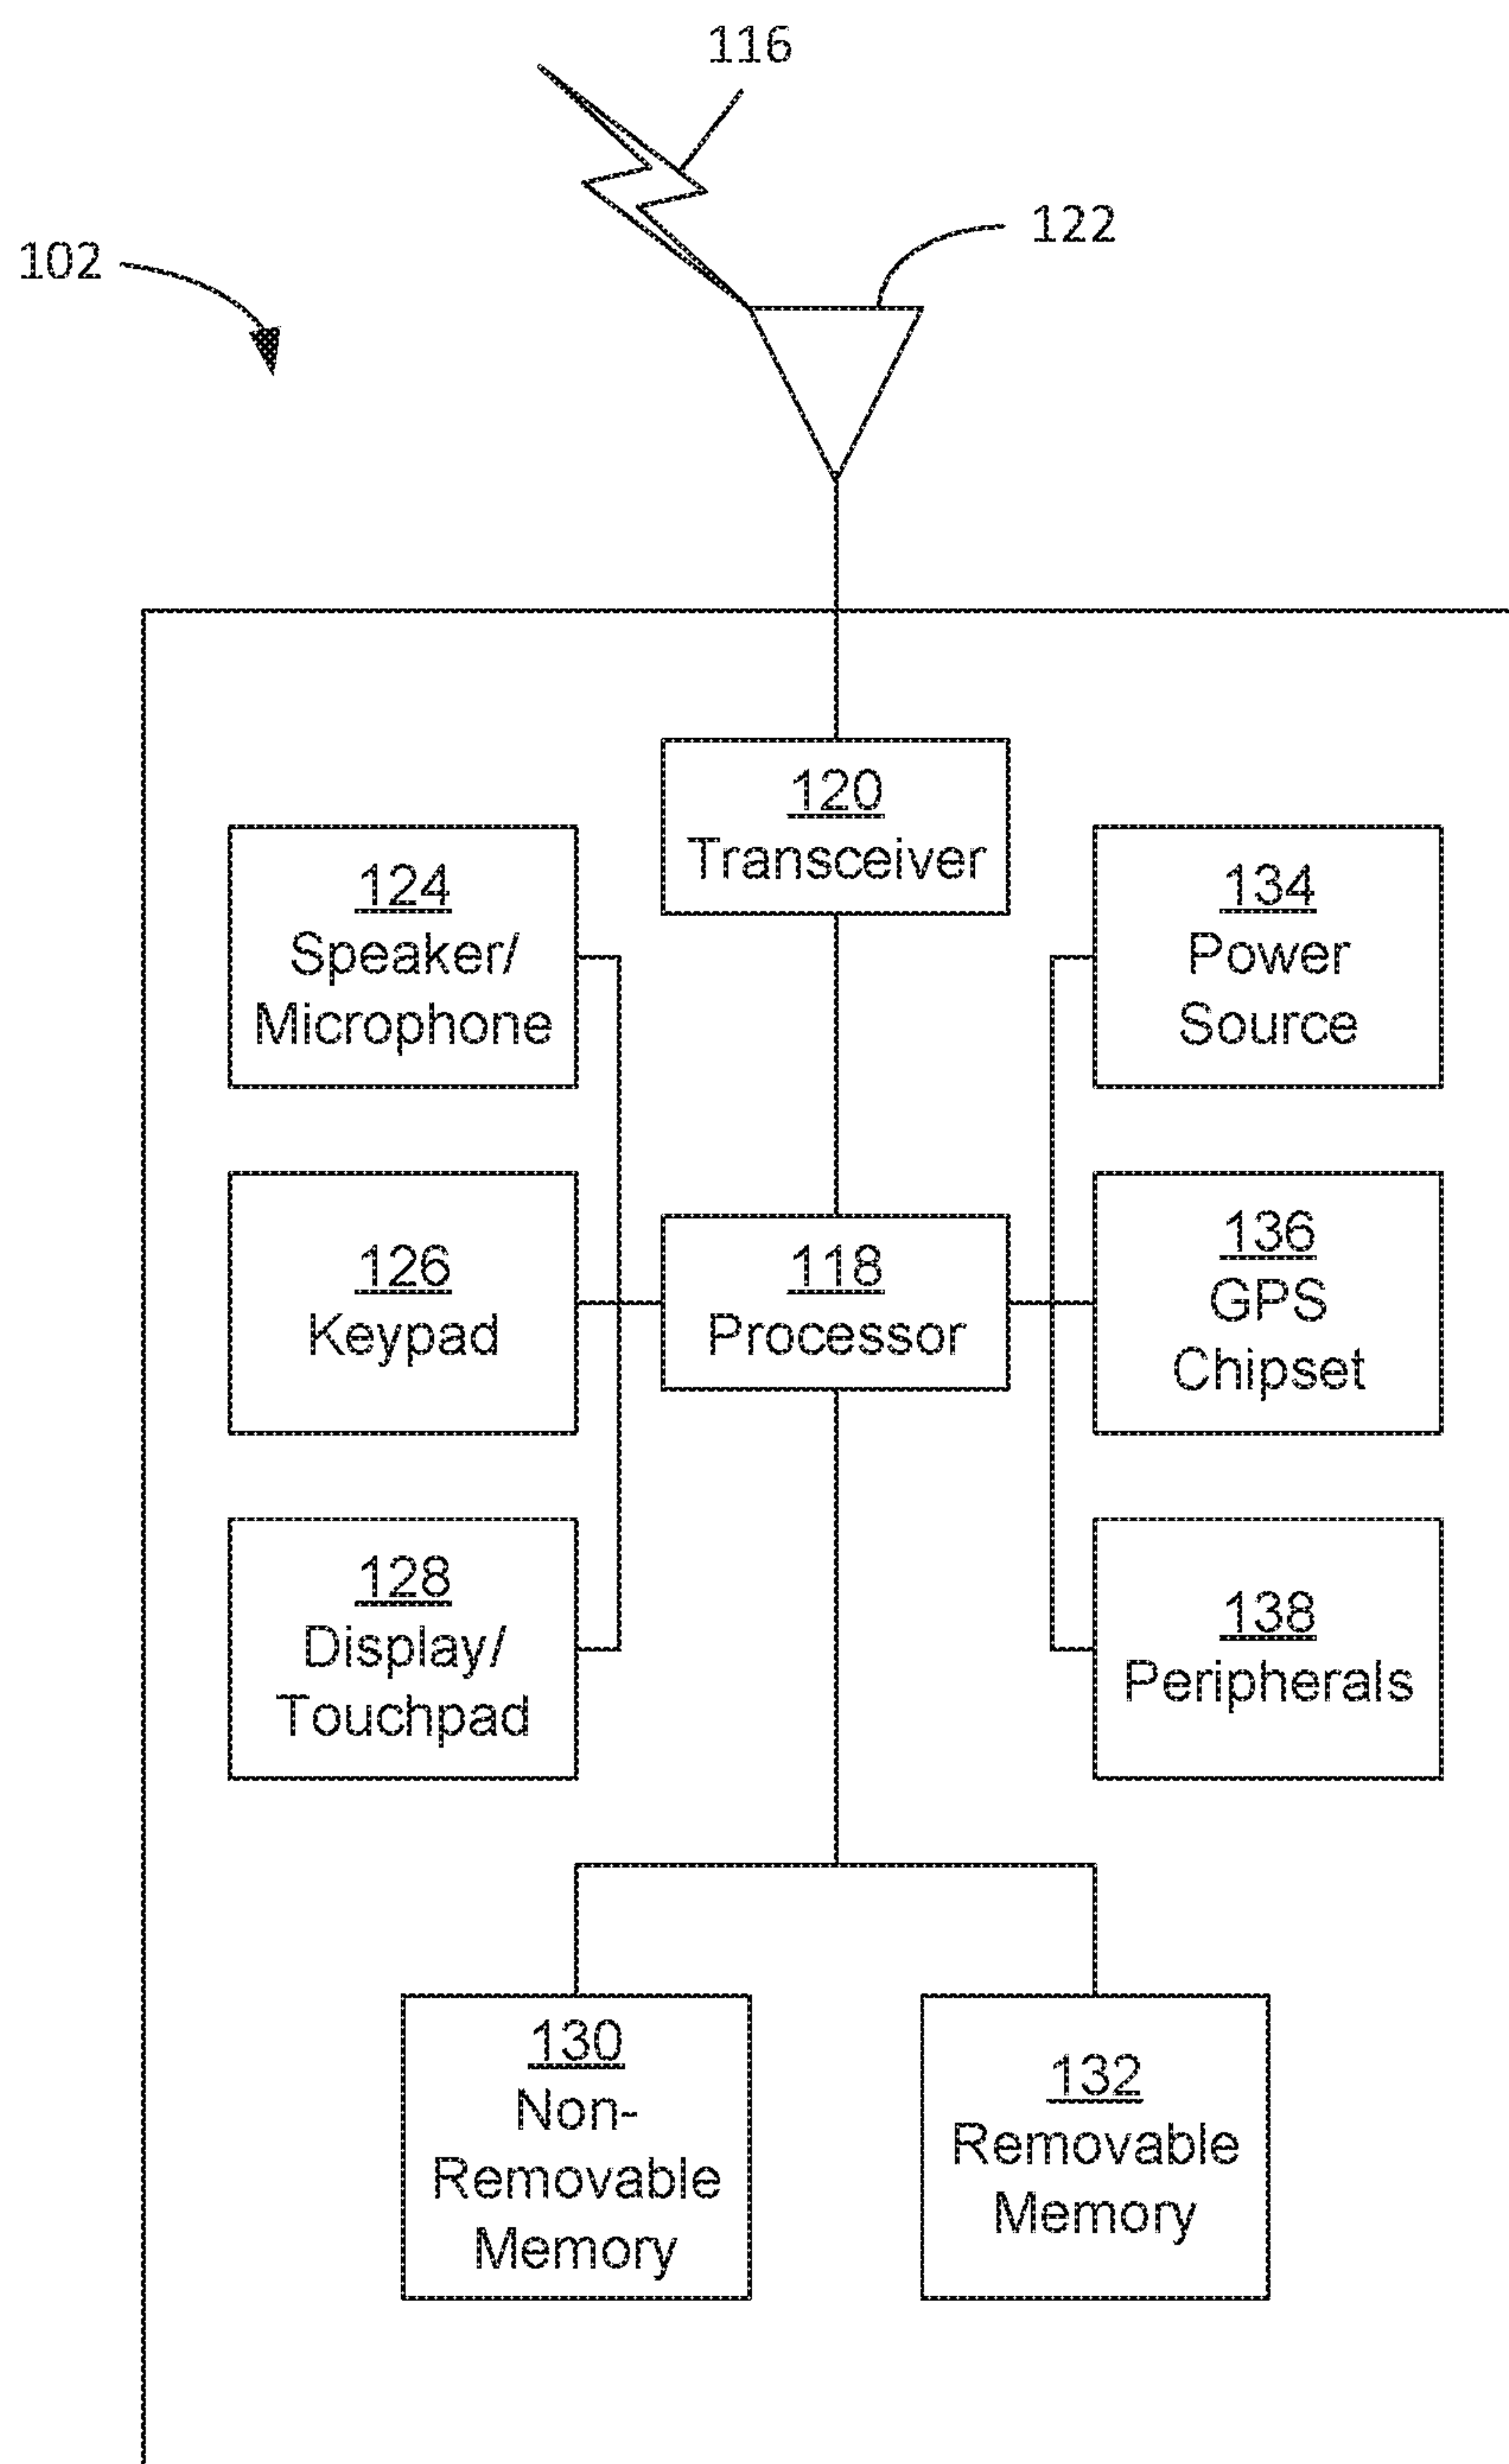 116
122
102
120
Transceiver
124
Speaker/
Microphone
134
Power
Source
126
Keypad
118
Processor
136
GPS
Chipset
128
Display/
Touchpad
138
Peripherals
130
Non-
Removable
Memory
132
Removable
Memory